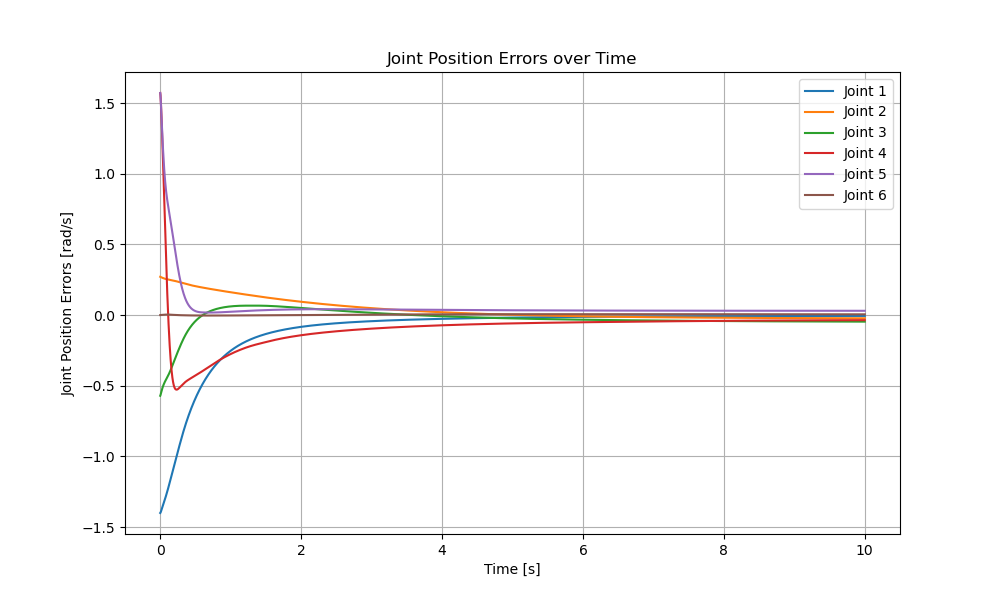 Joint Position Errors over Time
Joint Position Errors [rad/s]
1.5
1.0
0.5
0.0
−0.5
−1.0
−1.5
0 2 4 6 8 10
Time [s]
Joint 1
Joint 2
Joint 3
Joint 4
Joint 5
Joint 6